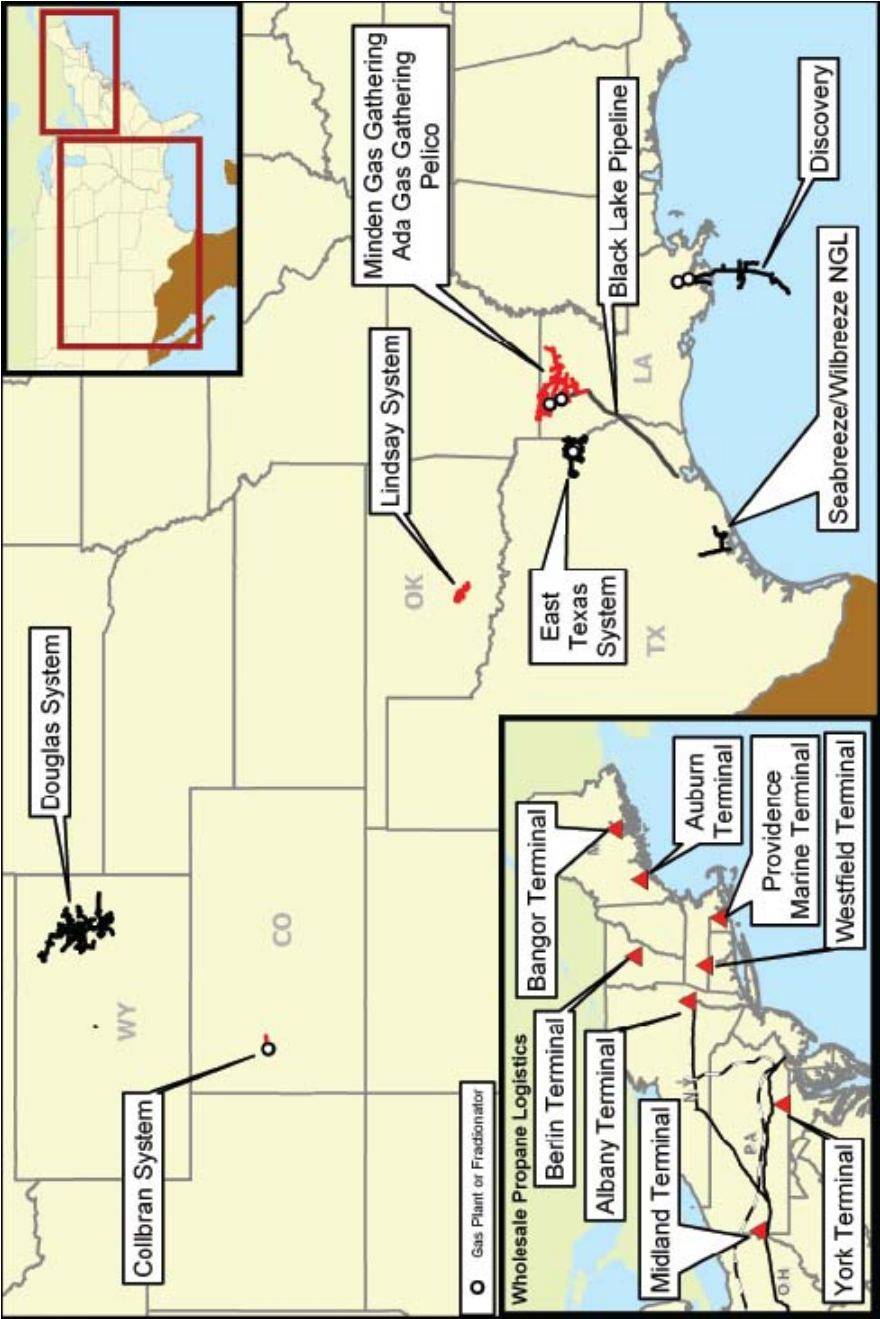 Douglas System
WY
Collbran System
CO
Lindsay System
OK
Minden Gas Gathering
Ada Gas Gathering
Pelico
East
Texas
System
TX
Black Lake Pipeline
LA
Discovery
Seabreeze/Wilbreeze NGL
Gas Plant or Fradionator
Wholesale Propane Logistics
Bangor Terminal
Berlin Terminal
Albany Terminal
Midland Terminal
Auburn
Terminal
Providence
Marine Terminal
Westfield Terminal
York Terminal
NY
PA
OH